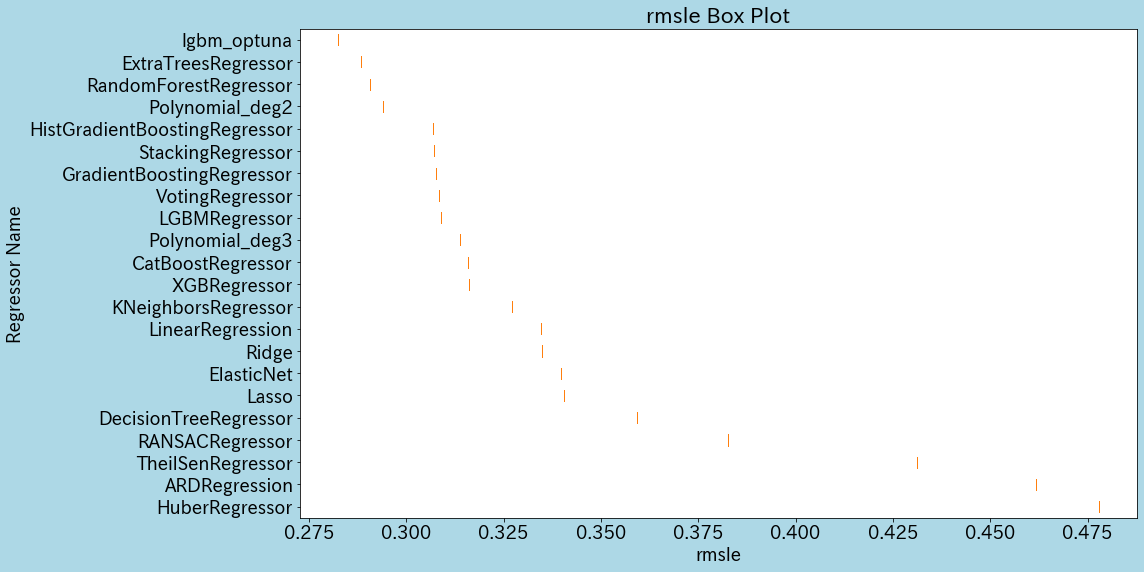 rmsle Box Plot
Regressor Name
lgbm_optuna
ExtraTreesRegressor
RandomForestRegressor
Polynomial_deg2
HistGradientBoostingRegressor
StackingRegressor
GradientBoostingRegressor
VotingRegressor
LGBMRegressor
Polynomial_deg3
CatBoostRegressor
XGBRegressor
KNeighborsRegressor
LinearRegression
Ridge
ElasticNet
Lasso
DecisionTreeRegressor
RANSACRegressor
TheilSenRegressor
ARDRegression
HuberRegressor
0.275 0.300 0.325 0.350 0.375 0.400 0.425 0.450 0.475
rmsle